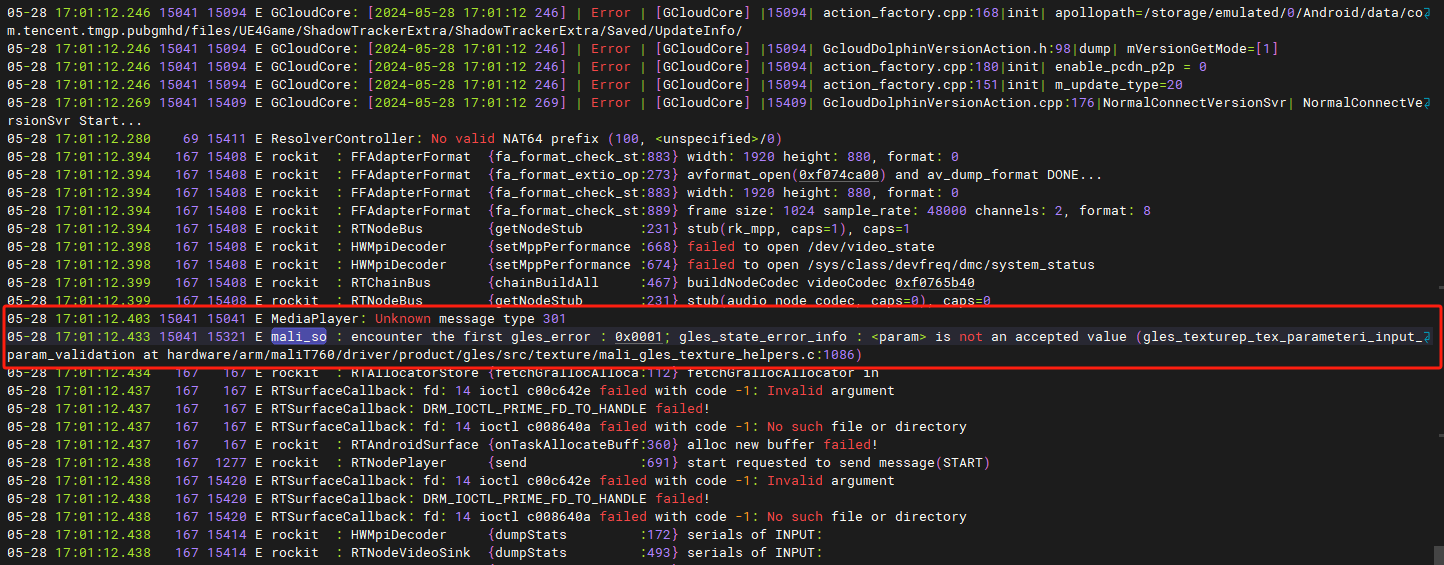 05-28 17:01:12.246 15041 15094 E GCloudCore: [2024-05-28 17:01:12 246] | Error | [GCloudCore] |15094| action_factory.cpp:168|init| apollopath=/storage/emulated/0/Android/data/co
m.tencent.tmgp.pubgmhd/files/UE4Game/ShadowTrackerExtra/ShadowTrackerExtra/Saved/UpdateInfo/
05-28 17:01:12.246 15041 15094 E GCloudCore: [2024-05-28 17:01:12 246] | Error | [GCloudCore] |15094| GcloudDolphinVersionAction.h:98|dump| mVersionGetMode=[1]
05-28 17:01:12.246 15041 15094 E GCloudCore: [2024-05-28 17:01:12 246] | Error | [GCloudCore] |15094| action_factory.cpp:180|init| enable_pcdn_p2p = 0
05-28 17:01:12.246 15041 15094 E GCloudCore: [2024-05-28 17:01:12 246] | Error | [GCloudCore] |15094| action_factory.cpp:151|init| m_update_type=20
05-28 17:01:12.269 15041 15409 E GCloudCore: [2024-05-28 17:01:12 269] | Error | [GCloudCore] |15409| GcloudDolphinVersionAction.cpp:176|NormalConnectVersionSvr| NormalConnectVe
rsionSvr Start...
05-28 17:01:12.280    69 15411 E ResolverController: No valid NAT64 prefix (100, <unspecified>/0)
05-28 17:01:12.394   167 15408 E rockit  : FFAdapterFormat  {fa_format_check_st:883} width: 1920 height: 880, format: 0
05-28 17:01:12.394   167 15408 E rockit  : FFAdapterFormat  {fa_format_extio_op:273} avformat_open(0xf074ca00) and av_dump_format DONE...
05-28 17:01:12.394   167 15408 E rockit  : FFAdapterFormat  {fa_format_check_st:883} width: 1920 height: 880, format: 0
05-28 17:01:12.394   167 15408 E rockit  : FFAdapterFormat  {fa_format_check_st:889} frame size: 1024 sample_rate: 48000 channels: 2, format: 8
05-28 17:01:12.394   167 15408 E rockit  : RTNodeBus        {getNodeStub       :231} stub(rk_mpp, caps=1), caps=1
05-28 17:01:12.398   167 15408 E rockit  : HWMpiDecoder     {setMppPerformance :668} failed to open /dev/video_state
05-28 17:01:12.398   167 15408 E rockit  : HWMpiDecoder     {setMppPerformance :674} failed to open /sys/class/devfreq/dmc/system_status
05-28 17:01:12.399   167 15408 E rockit  : RTChainBus       {chainBuildAll     :467} buildNodeCodec videoCodec 0xf0765b40
05-28 17:01:12.399   167 15408 E rockit  : RTNodeBus        {getNodeStub       :231} stub(audio_node_codec, caps=0), caps=0
05-28 17:01:12.403 15041 15041 E MediaPlayer: Unknown message type 301
05-28 17:01:12.433 15041 15321 E mali_so : encounter the first gles_error : 0x0001; gles_state_error_info : <param> is not an accepted value (gles_texturep_tex_parameteri_input_
param_validation at hardware/arm/maliT760/driver/product/gles/src/texture/mali_gles_texture_helpers.c:1086)
05-28 17:01:12.434   167   167 E rockit  : RTAllocatorStore {fetchGrallocAlloca:112} fetchGrallocAllocator in
05-28 17:01:12.437   167   167 E RTSurfaceCallback: fd: 14 ioctl c00c642e failed with code -1: Invalid argument
05-28 17:01:12.437   167   167 E RTSurfaceCallback: DRM_IOCTL_PRIME_FD_TO_HANDLE failed!
05-28 17:01:12.437   167   167 E RTSurfaceCallback: fd: 14 ioctl c008640a failed with code -1: No such file or directory
05-28 17:01:12.437   167   167 E rockit  : RTAndroidSurface {onTaskAllocateBuff:360} alloc new buffer failed!
05-28 17:01:12.438   167  1277 E rockit  : RTNodePlayer     {send              :691} start requested to send message(START)
05-28 17:01:12.438   167 15420 E RTSurfaceCallback: fd: 14 ioctl c00c642e failed with code -1: Invalid argument
05-28 17:01:12.438   167 15420 E RTSurfaceCallback: DRM_IOCTL_PRIME_FD_TO_HANDLE failed!
05-28 17:01:12.438   167 15420 E RTSurfaceCallback: fd: 14 ioctl c008640a failed with code -1: No such file or directory
05-28 17:01:12.438   167 15414 E rockit  : HWMpiDecoder     {dumpStats         :172} serials of INPUT:
05-28 17:01:12.438   167 15414 E rockit  : RTNodeVideoSink  {dumpStats         :493} serials of INPUT: